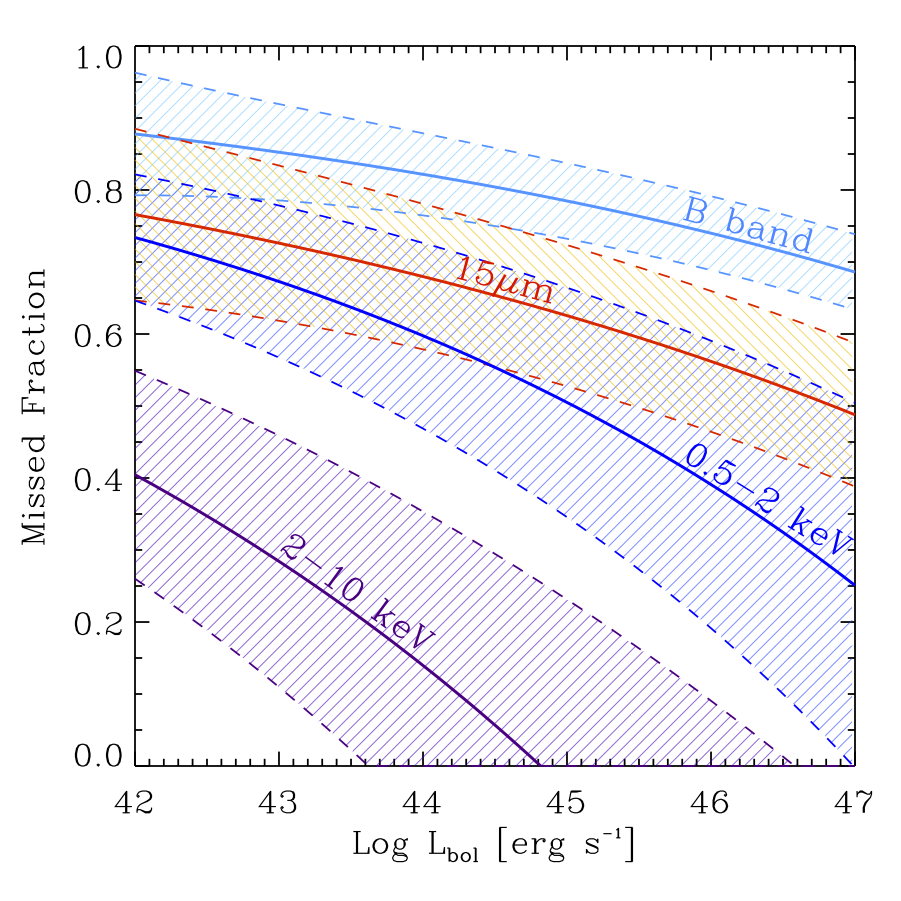 1.0
0.8
0.6
0.4
0.2
0.0
Missed Fraction
B band
15μm
0.5−2 keV
2−10 keV
42 43 44 45 46 47
Log L_bol [erg s⁻¹]